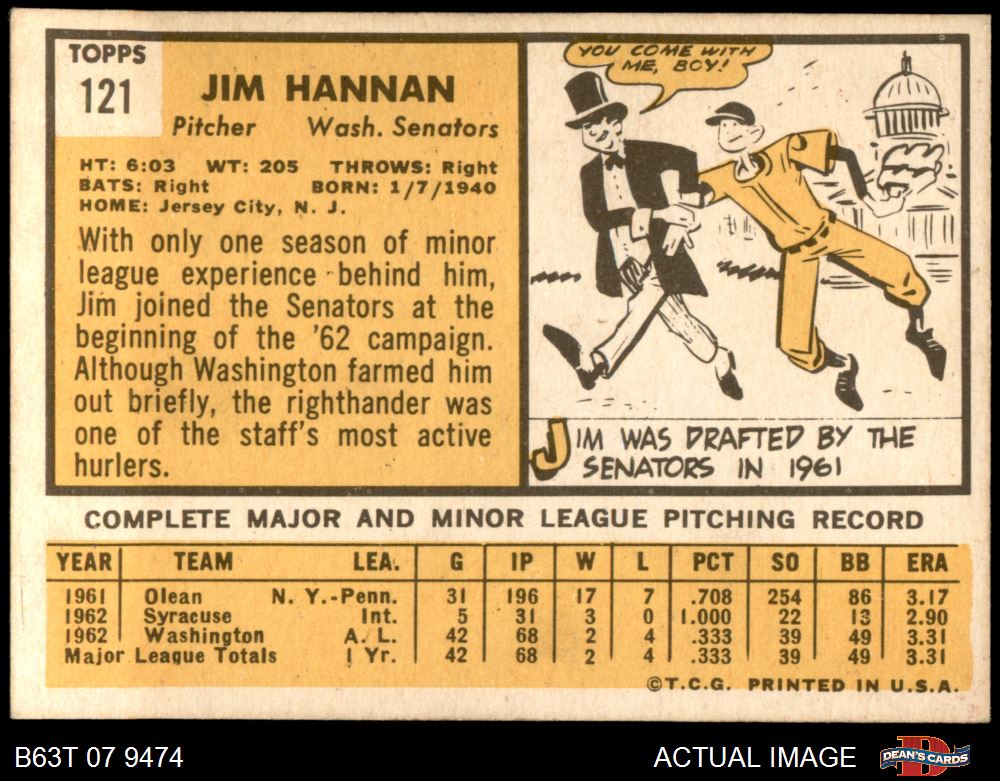 TOPPS
121
JIM HANNAN
Pitcher Wash. Senators
HT: 6:03 WT: 205 THROWS: Right
BATS: Right BORN: 1/7/1940
HOME: Jersey City, N. J.
With only one season of minor
league experience behind him,
Jim joined the Senators at the
beginning of the '62 campaign.
Although Washington farmed him
out briefly, the righthander was
one of the staff's most active
hurlers.
YOU COME WITH
ME, BOY!
JIM WAS DRAFTED BY THE
SENATORS IN 1961
COMPLETE MAJOR AND MINOR LEAGUE PITCHING RECORD
YEAR TEAM LEA. G IP W L PCT SO BB ERA
1961 Olean N. Y.-Penn. 31 196 17 7 .708 254 86 3.17
1962 Syracuse Int. 5 31 3 0 1.000 22 13 2.90
1962 Washington A. L. 42 68 2 4 .333 39 49 3.31
Major League Totals 1 Yr. 42 68 2 4 .333 39 49 3.31
©T.C.G. PRINTED IN U.S.A.
B63T 07 9474 ACTUAL IMAGE DEAN'S CARDS